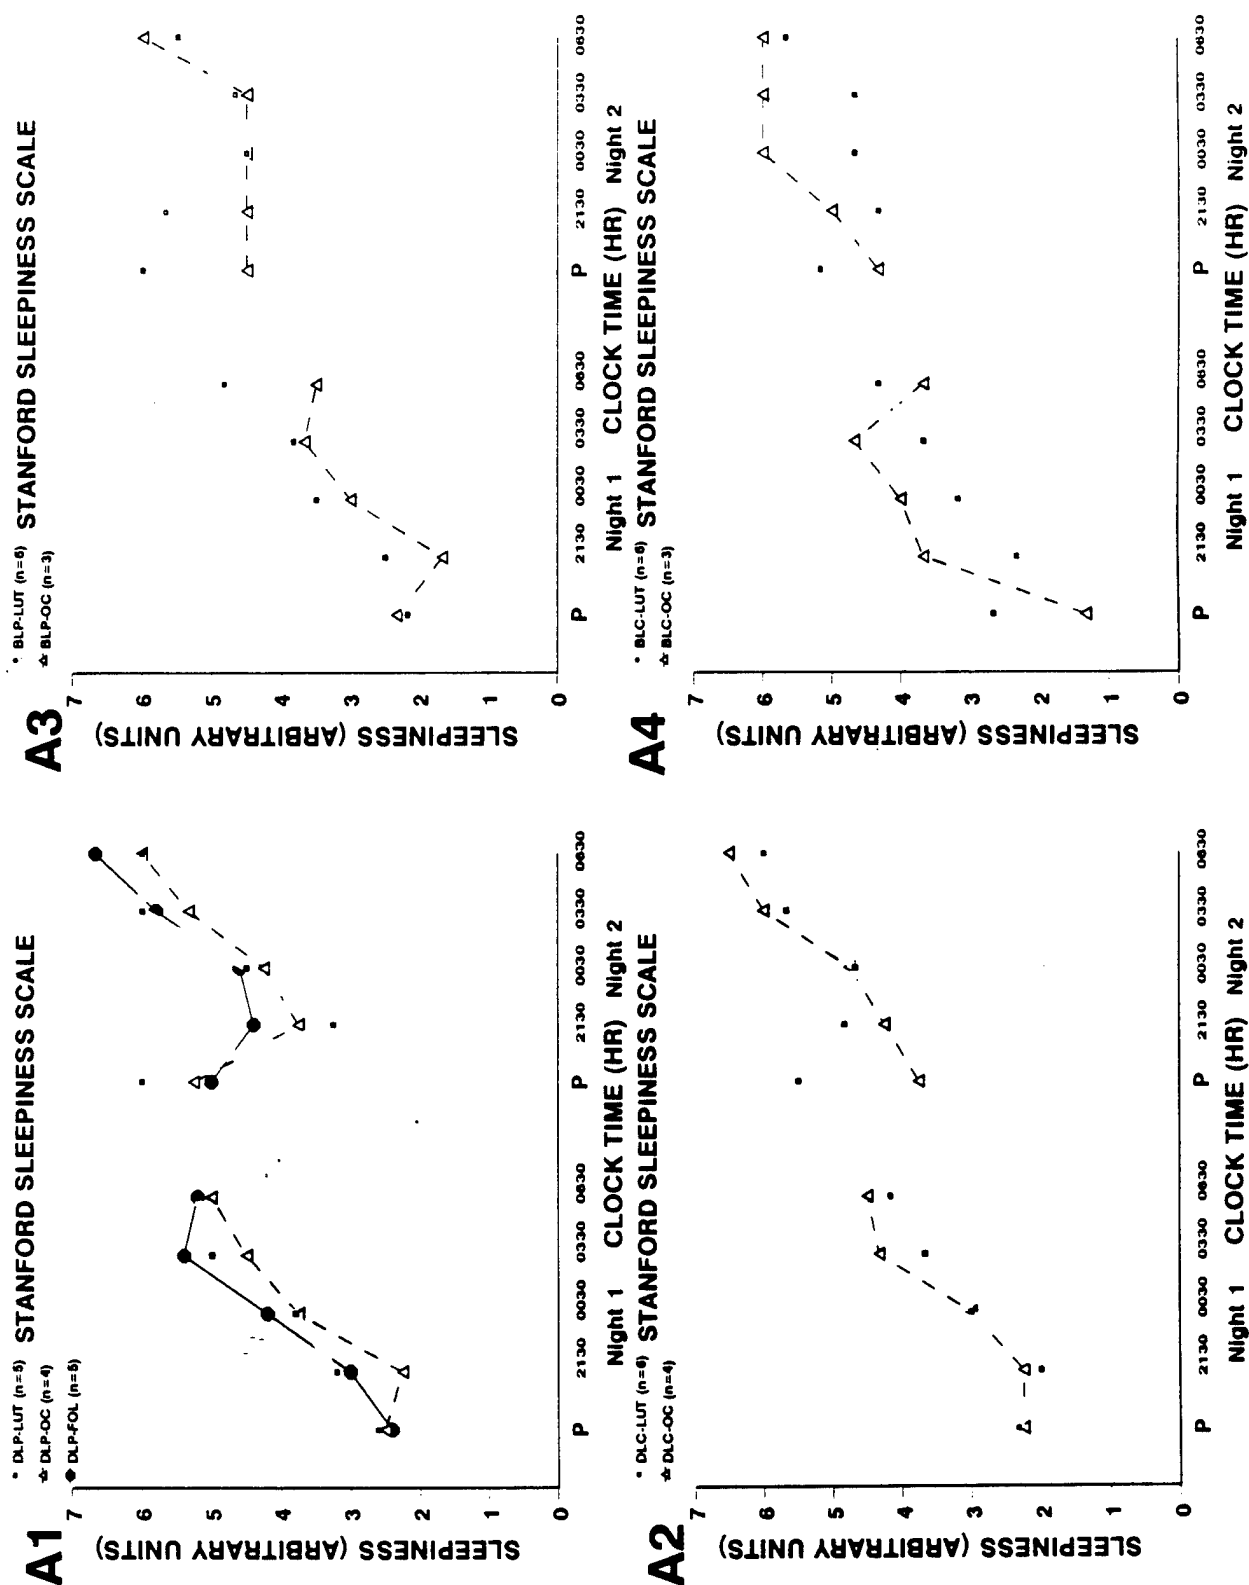 A1
* DLP-LUT (n=5)
☆ DLP-OC (n=4)
● DLP-FOL (n=5)
STANFORD SLEEPINESS SCALE
SLEEPINESS (ARBITRARY UNITS)
7
6
5
4
3
2
1
0
P 2130 0030 0330 0630 P 2130 0030 0330 0630
Night 1 CLOCK TIME (HR) Night 2
A2
* DLC-LUT (n=6)
☆ DLC-OC (n=4)
STANFORD SLEEPINESS SCALE
SLEEPINESS (ARBITRARY UNITS)
7
6
5
4
3
2
1
0
P 2130 0030 0330 0630 P 2130 0030 0330 0630
Night 1 CLOCK TIME (HR) Night 2
A3
* BLP-LUT (n=6)
☆ BLP-OC (n=3)
STANFORD SLEEPINESS SCALE
SLEEPINESS (ARBITRARY UNITS)
7
6
5
4
3
2
1
0
P 2130 0030 0330 0630 P 2130 0030 0330 0630
Night 1 CLOCK TIME (HR) Night 2
A4
* BLC-LUT (n=6)
☆ BLC-OC (n=3)
STANFORD SLEEPINESS SCALE
SLEEPINESS (ARBITRARY UNITS)
7
6
5
4
3
2
1
0
P 2130 0030 0330 0630 P 2130 0030 0330 0630
Night 1 CLOCK TIME (HR) Night 2